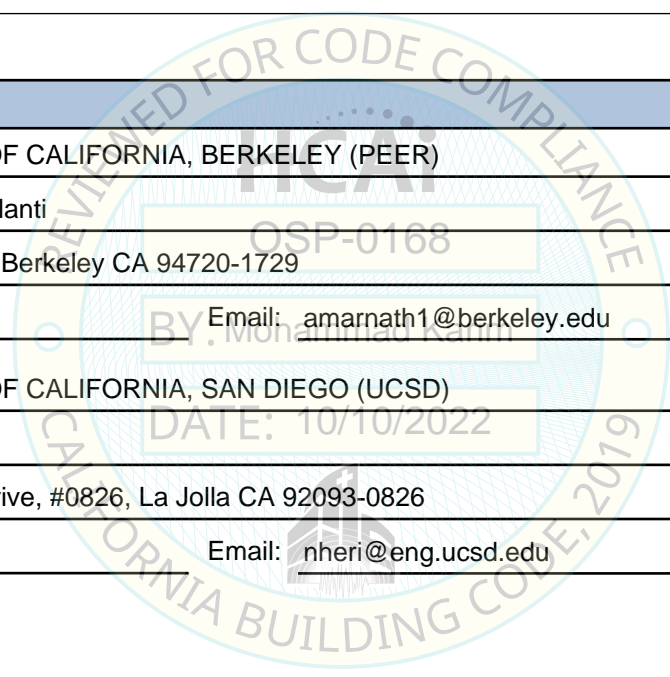 REVIEWED FOR CODE COMPLIANCE
HCAi
OF CALIFORNIA, BERKELEY (PEER)
lanti
OSP-0168
Berkeley CA 94720-1729
Email: amarnath1@berkeley.edu
BY: Mohammad Karim
OF CALIFORNIA, SAN DIEGO (UCSD)
DATE: 10/10/2022
rive, #0826, La Jolla CA 92093-0826
Email: nheri@eng.ucsd.edu
CALIFORNIA BUILDING CODE, 2019